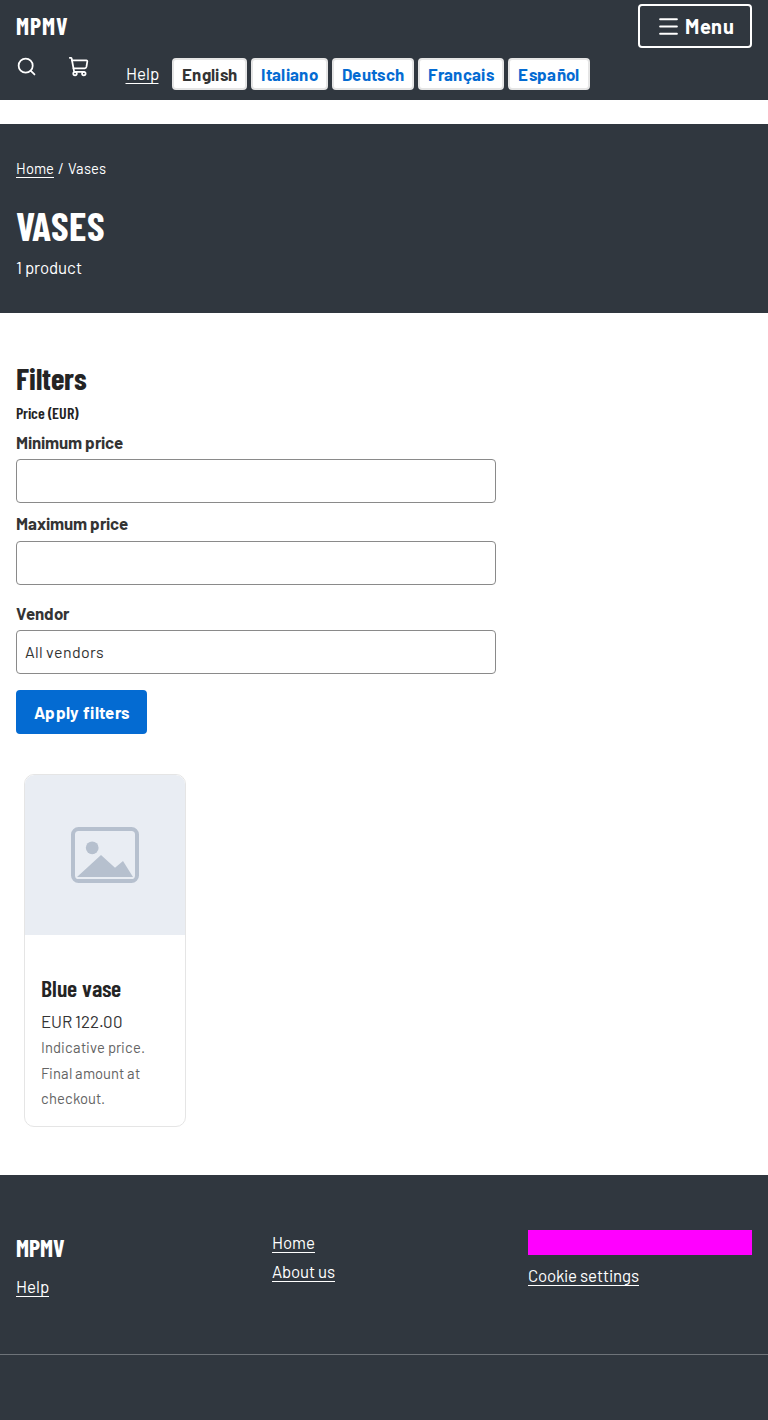 MPMV
Menu
Help English Italiano Deutsch Français Español
Home / Vases
VASES
1 product
Filters
Price (EUR)
Minimum price
Maximum price
Vendor
All vendors
Apply filters
Blue vase
EUR 122.00
Indicative price.
Final amount at
checkout.
MPMV
Help
Home
About us
Cookie settings